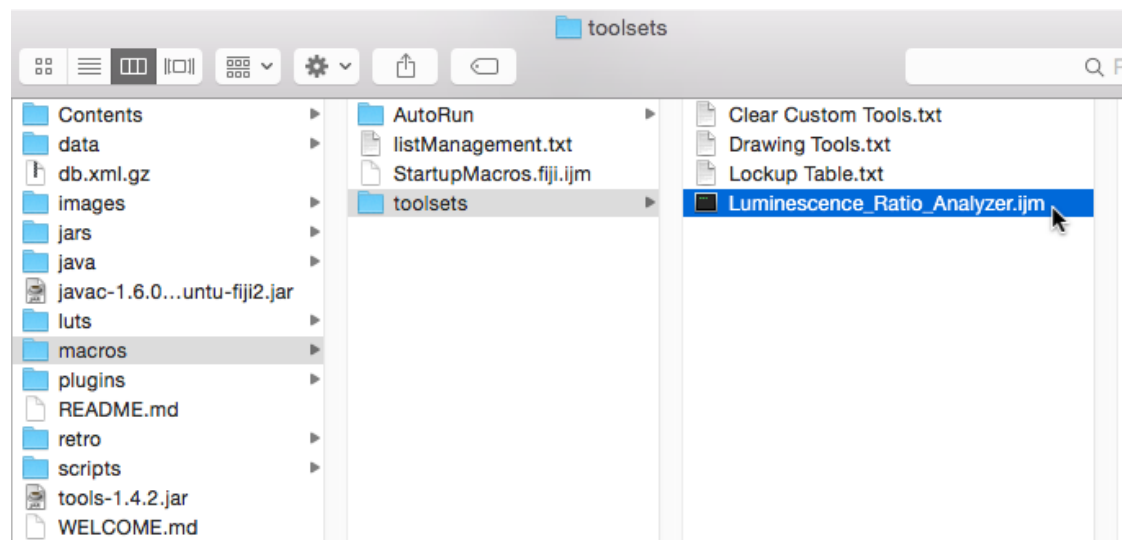 toolsets
Contents
data
db.xml.gz
images
jars
java
javac-1.6.0...untu-fiji2.jar
luts
macros
plugins
README.md
retro
scripts
tools-1.4.2.jar
WELCOME.md
AutoRun
listManagement.txt
StartupMacros.fiji.ijm
toolsets
Clear Custom Tools.txt
Drawing Tools.txt
Lockup Table.txt
Luminescence_Ratio_Analyzer.ijm